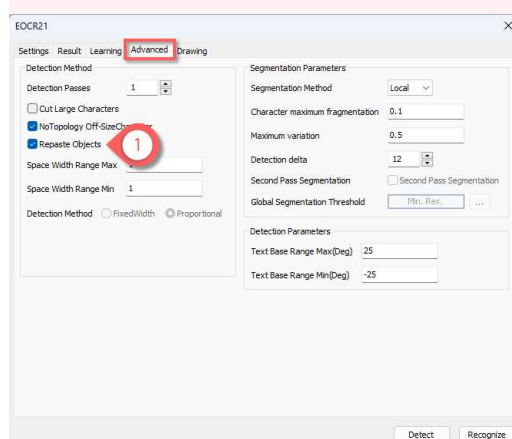 EOCR21
Settings Result Learning Advanced Drawing
Detection Method
Detection Passes 1
Cut Large Characters
NoTopology Off-SizeCharacter
Repaste Objects 1
Space Width Range Max
Space Width Range Min 1
Detection Method FixedWidth Proportional
Segmentation Parameters
Segmentation Method Local
Character maximum fragmentation 0.1
Maximum variation 0.5
Detection delta 12
Second Pass Segmentation Second Pass Segmentation
Global Segmentation Threshold Min. Res. ...
Detection Parameters
Text Base Range Max(Deg) 25
Text Base Range Min(Deg) -25
Detect Recognize